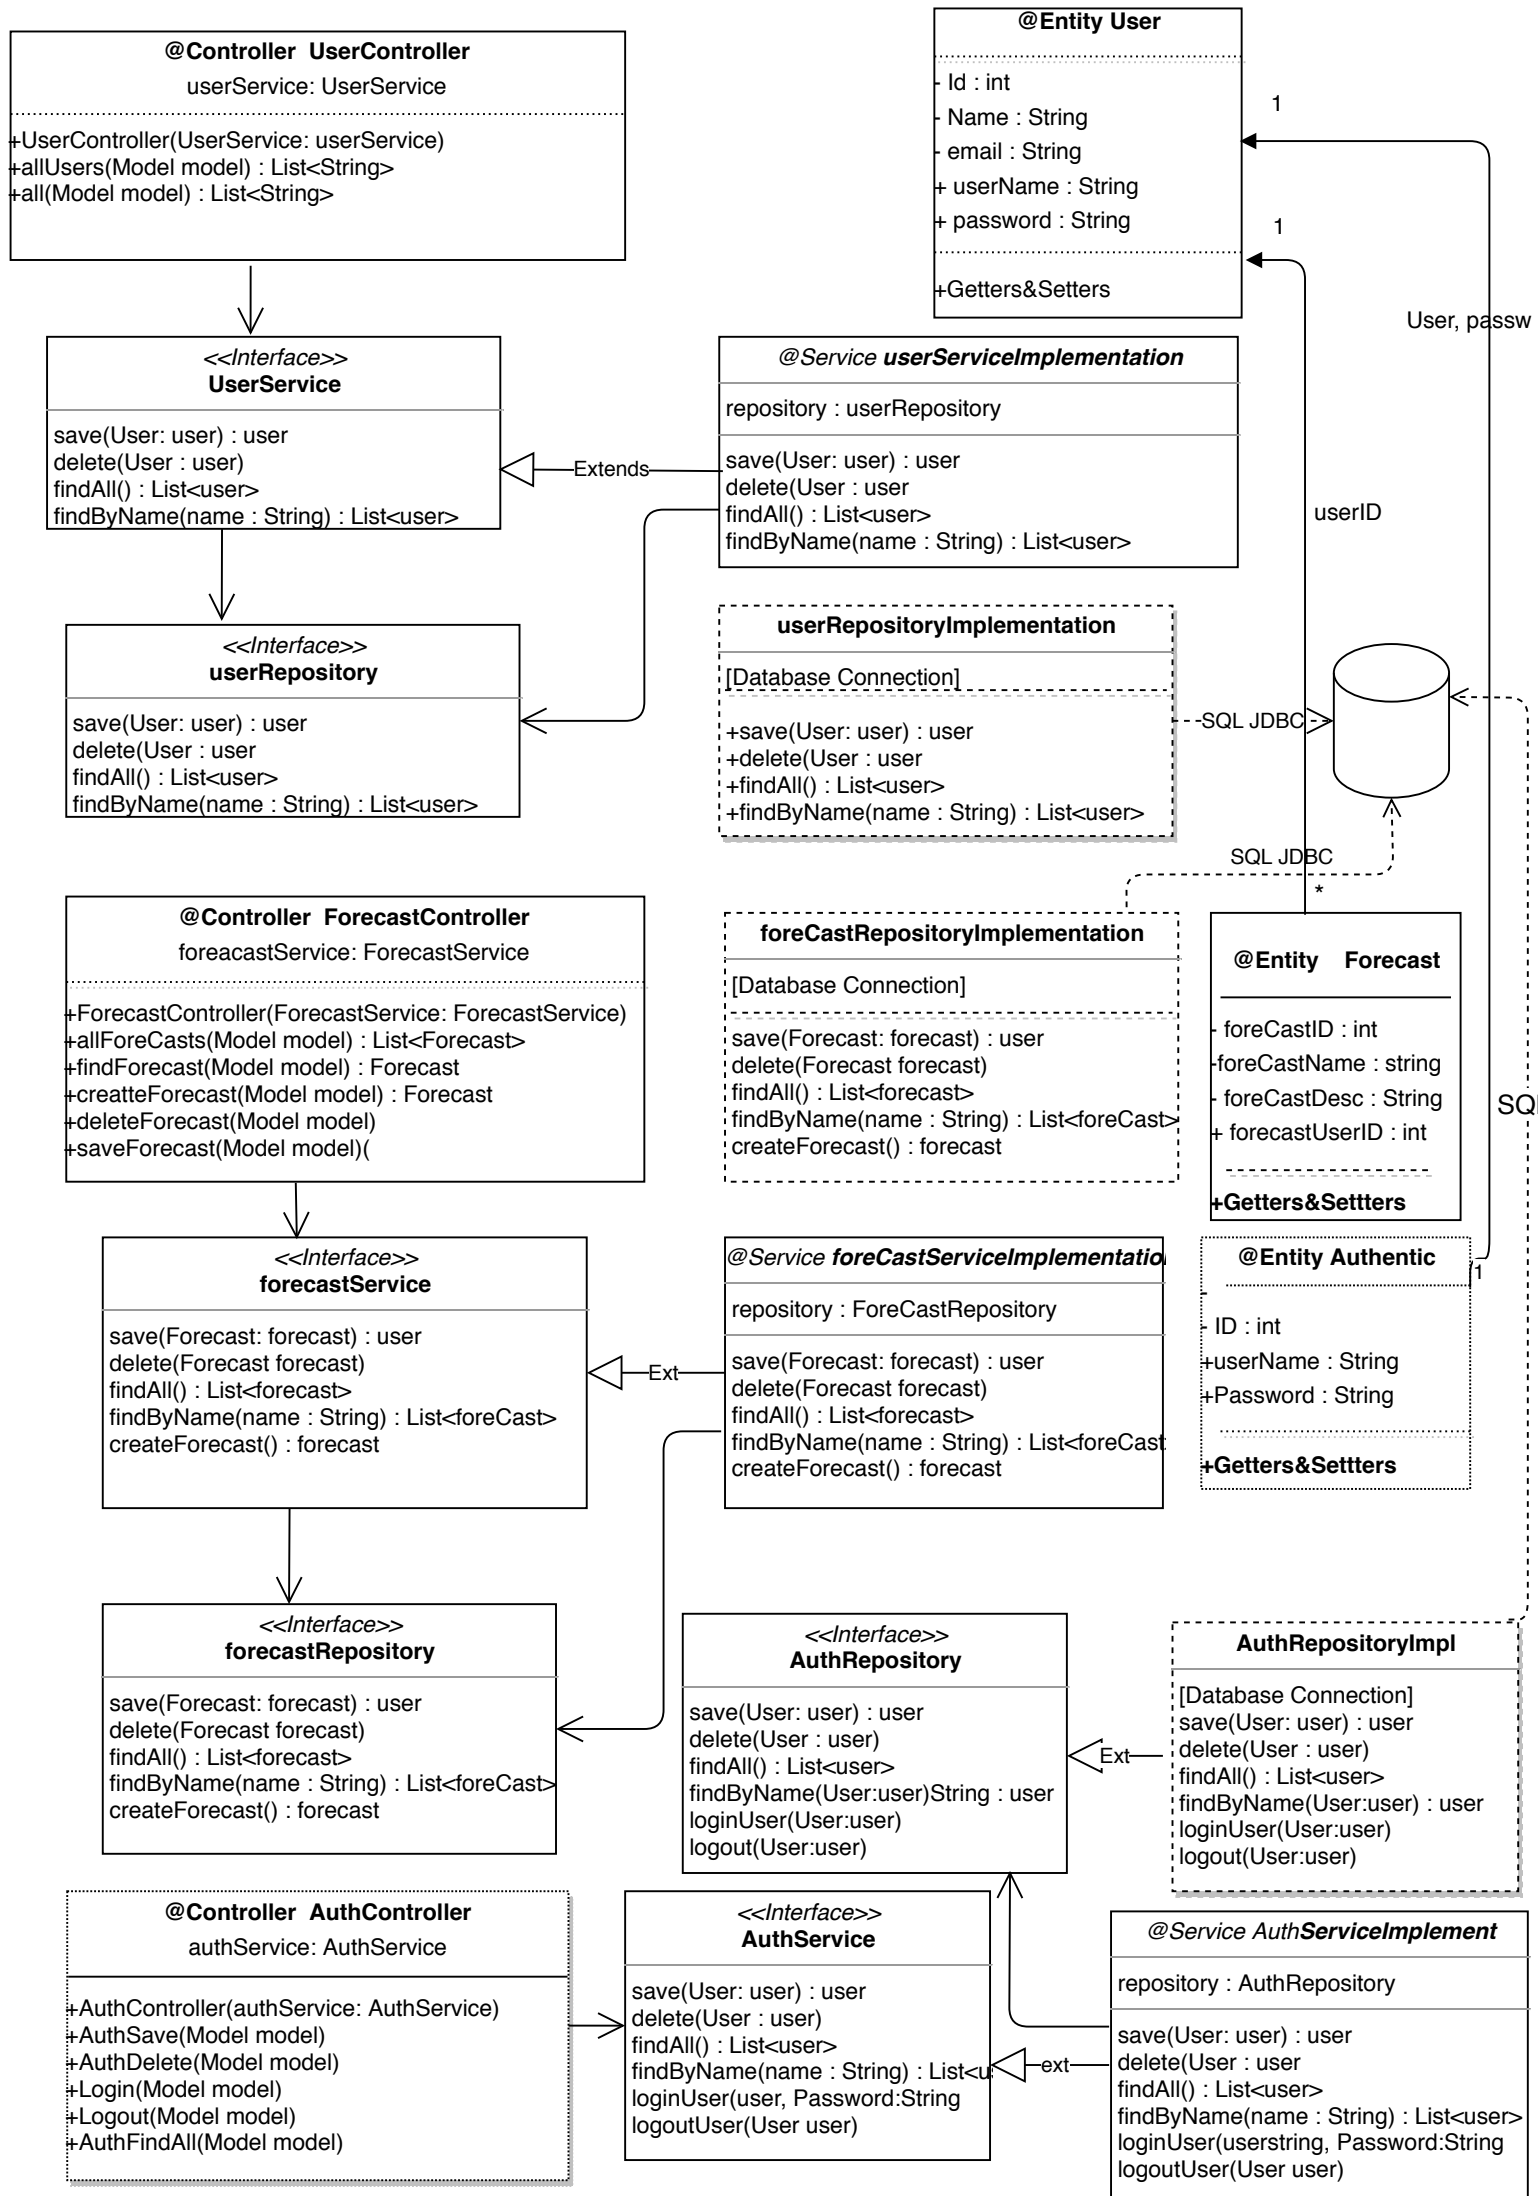 @Controller  UserController
userService: UserService
+UserController(UserService: userService)
+allUsers(Model model) : List<String>
+all(Model model) : List<String>
@Entity User
- Id : int
- Name : String
- email : String
+ userName : String
+ password : String
+Getters&Setters
1
1
User, passw
<<Interface>>
UserService
save(User: user) : user
delete(User : user)
findAll() : List<user>
findByName(name : String) : List<user>
Extends
@Service userServiceImplementation
repository : userRepository
save(User: user) : user
delete(User : user
findAll() : List<user>
findByName(name : String) : List<user>
userID
<<Interface>>
userRepository
save(User: user) : user
delete(User : user
findAll() : List<user>
findByName(name : String) : List<user>
userRepositoryImplementation
[Database Connection]
+save(User: user) : user
+delete(User : user
+findAll() : List<user>
+findByName(name : String) : List<user>
SQL JDBC
SQL JDBC
*
@Controller  ForecastController
foreacastService: ForecastService
+ForecastController(ForecastService: ForecastService)
+allForeCasts(Model model) : List<Forecast>
+findForecast(Model model) : Forecast
+creatteForecast(Model model) : Forecast
+deleteForecast(Model model)
+saveForecast(Model model)(
foreCastRepositoryImplementation
[Database Connection]
save(Forecast: forecast) : user
delete(Forecast forecast)
findAll() : List<forecast>
findByName(name : String) : List<foreCast>
createForecast() : forecast
@Entity    Forecast
- foreCastID : int
-foreCastName : string
- foreCastDesc : String
+ forecastUserID : int
+Getters&Settters
SQ
<<Interface>>
forecastService
save(Forecast: forecast) : user
delete(Forecast forecast)
findAll() : List<forecast>
findByName(name : String) : List<foreCast>
createForecast() : forecast
Ext
@Service foreCastServiceImplementatio
repository : ForeCastRepository
save(Forecast: forecast) : user
delete(Forecast forecast)
findAll() : List<forecast>
findByName(name : String) : List<foreCast
createForecast() : forecast
@Entity Authentic
1
-
- ID : int
+userName : String
+Password : String
+Getters&Settters
<<Interface>>
forecastRepository
save(Forecast: forecast) : user
delete(Forecast forecast)
findAll() : List<forecast>
findByName(name : String) : List<foreCast>
createForecast() : forecast
<<Interface>>
AuthRepository
save(User: user) : user
delete(User : user)
findAll() : List<user>
findByName(User:user)String : user
loginUser(User:user)
logout(User:user)
Ext
AuthRepositoryImpl
[Database Connection]
save(User: user) : user
delete(User : user)
findAll() : List<user>
findByName(User:user) : user
loginUser(User:user)
logout(User:user)
@Controller  AuthController
authService: AuthService
+AuthController(authService: AuthService)
+AuthSave(Model model)
+AuthDelete(Model model)
+Login(Model model)
+Logout(Model model)
+AuthFindAll(Model model)
<<Interface>>
AuthService
save(User: user) : user
delete(User : user)
findAll() : List<user>
findByName(name : String) : List<u
loginUser(user, Password:String
logoutUser(User user)
ext
@Service AuthServiceImplement
repository : AuthRepository
save(User: user) : user
delete(User : user
findAll() : List<user>
findByName(name : String) : List<user>
loginUser(userstring, Password:String
logoutUser(User user)